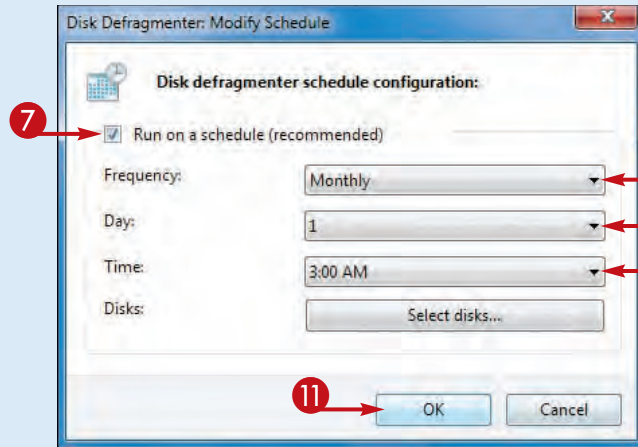 Disk Defragmenter: Modify Schedule
Disk defragmenter schedule configuration:
7
Run on a schedule (recommended)
Frequency:
Monthly
Day:
1
Time:
3:00 AM
Disks:
Select disks...
11
OK
Cancel